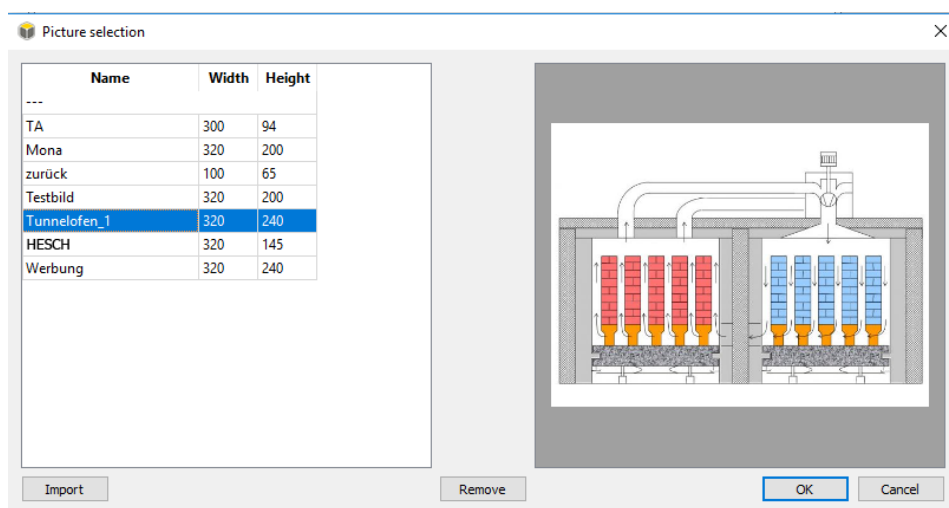 Picture selection
Name Width Height
---
TA 300 94
Mona 320 200
zurück 100 65
Testbild 320 200
Tunnelofen_1 320 240
HESCH 320 145
Werbung 320 240
Import Remove OK Cancel